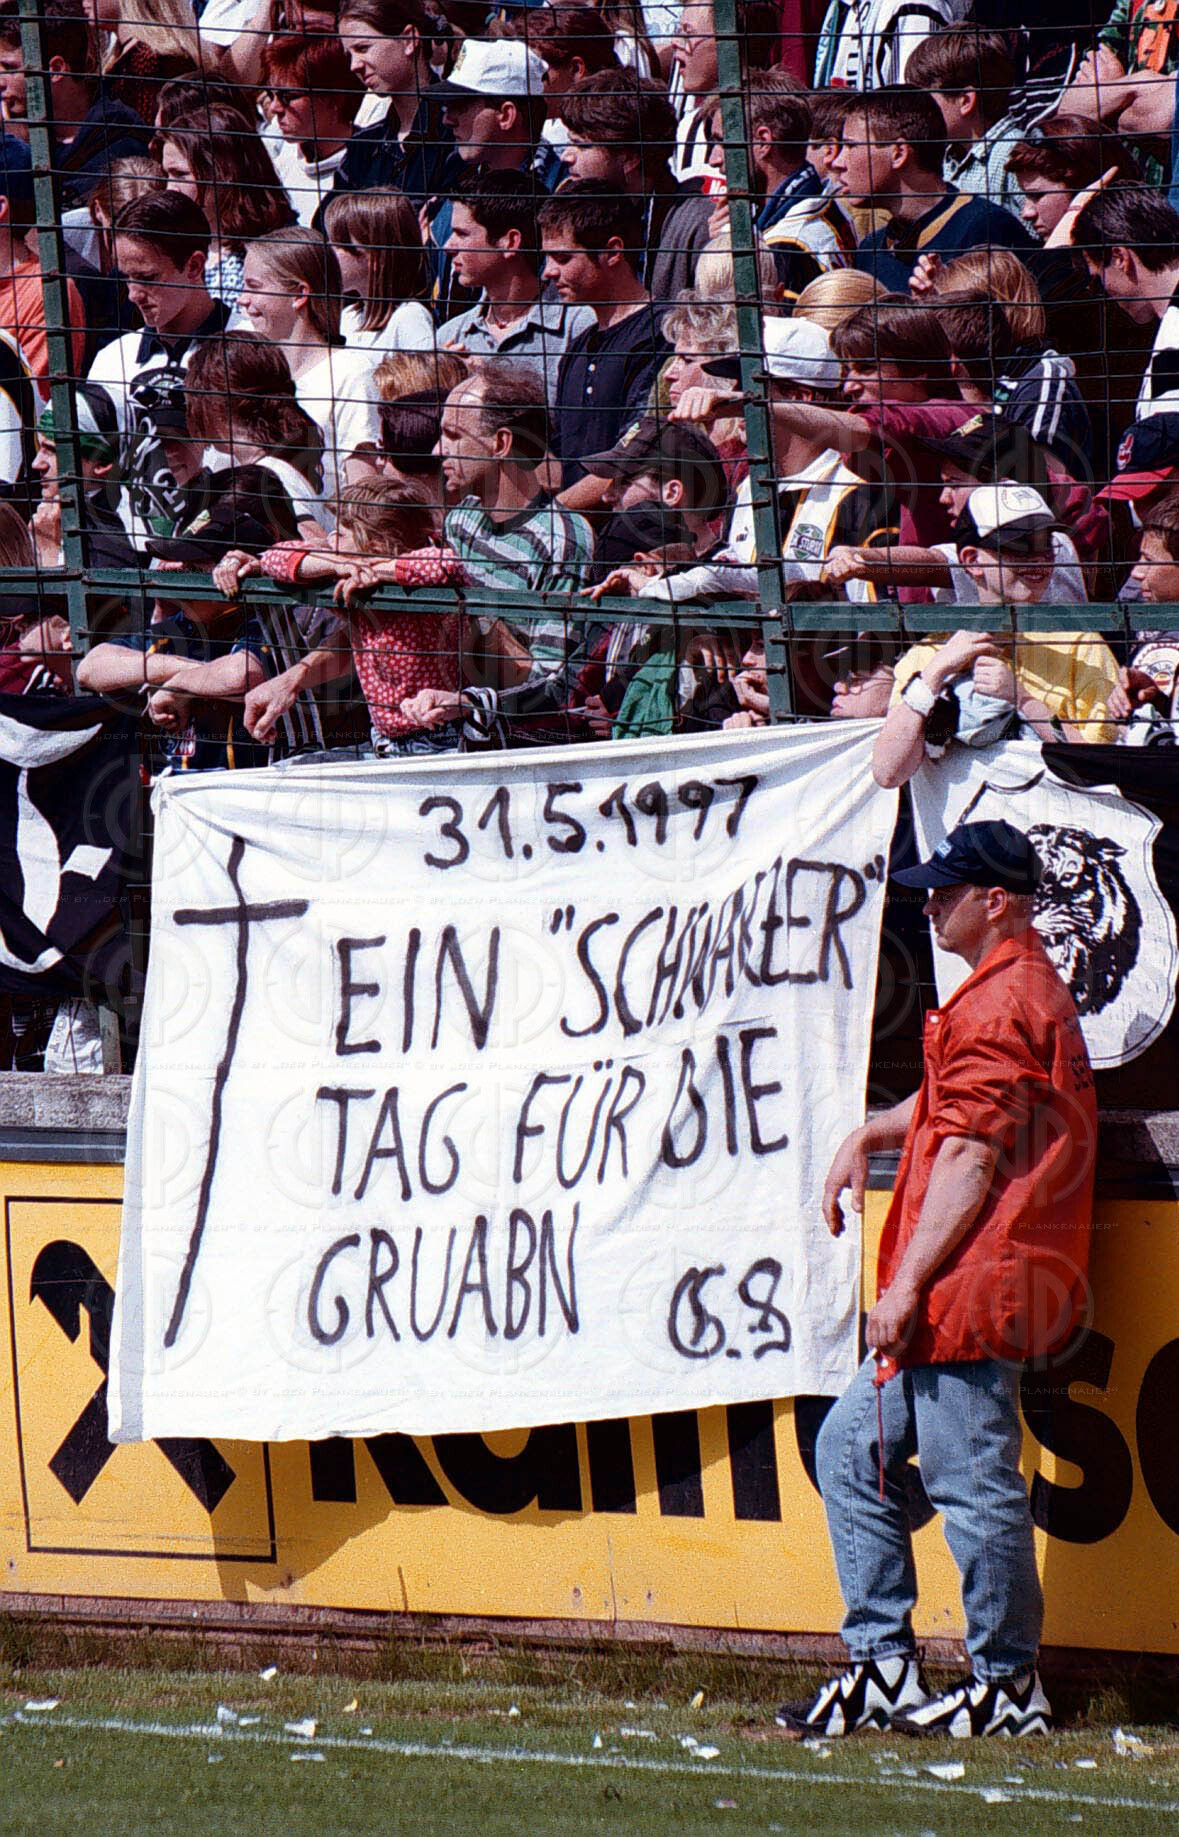 31.5.1997
EIN "SCHWARZER"
TAG FÜR DIE
GRUABN G.S